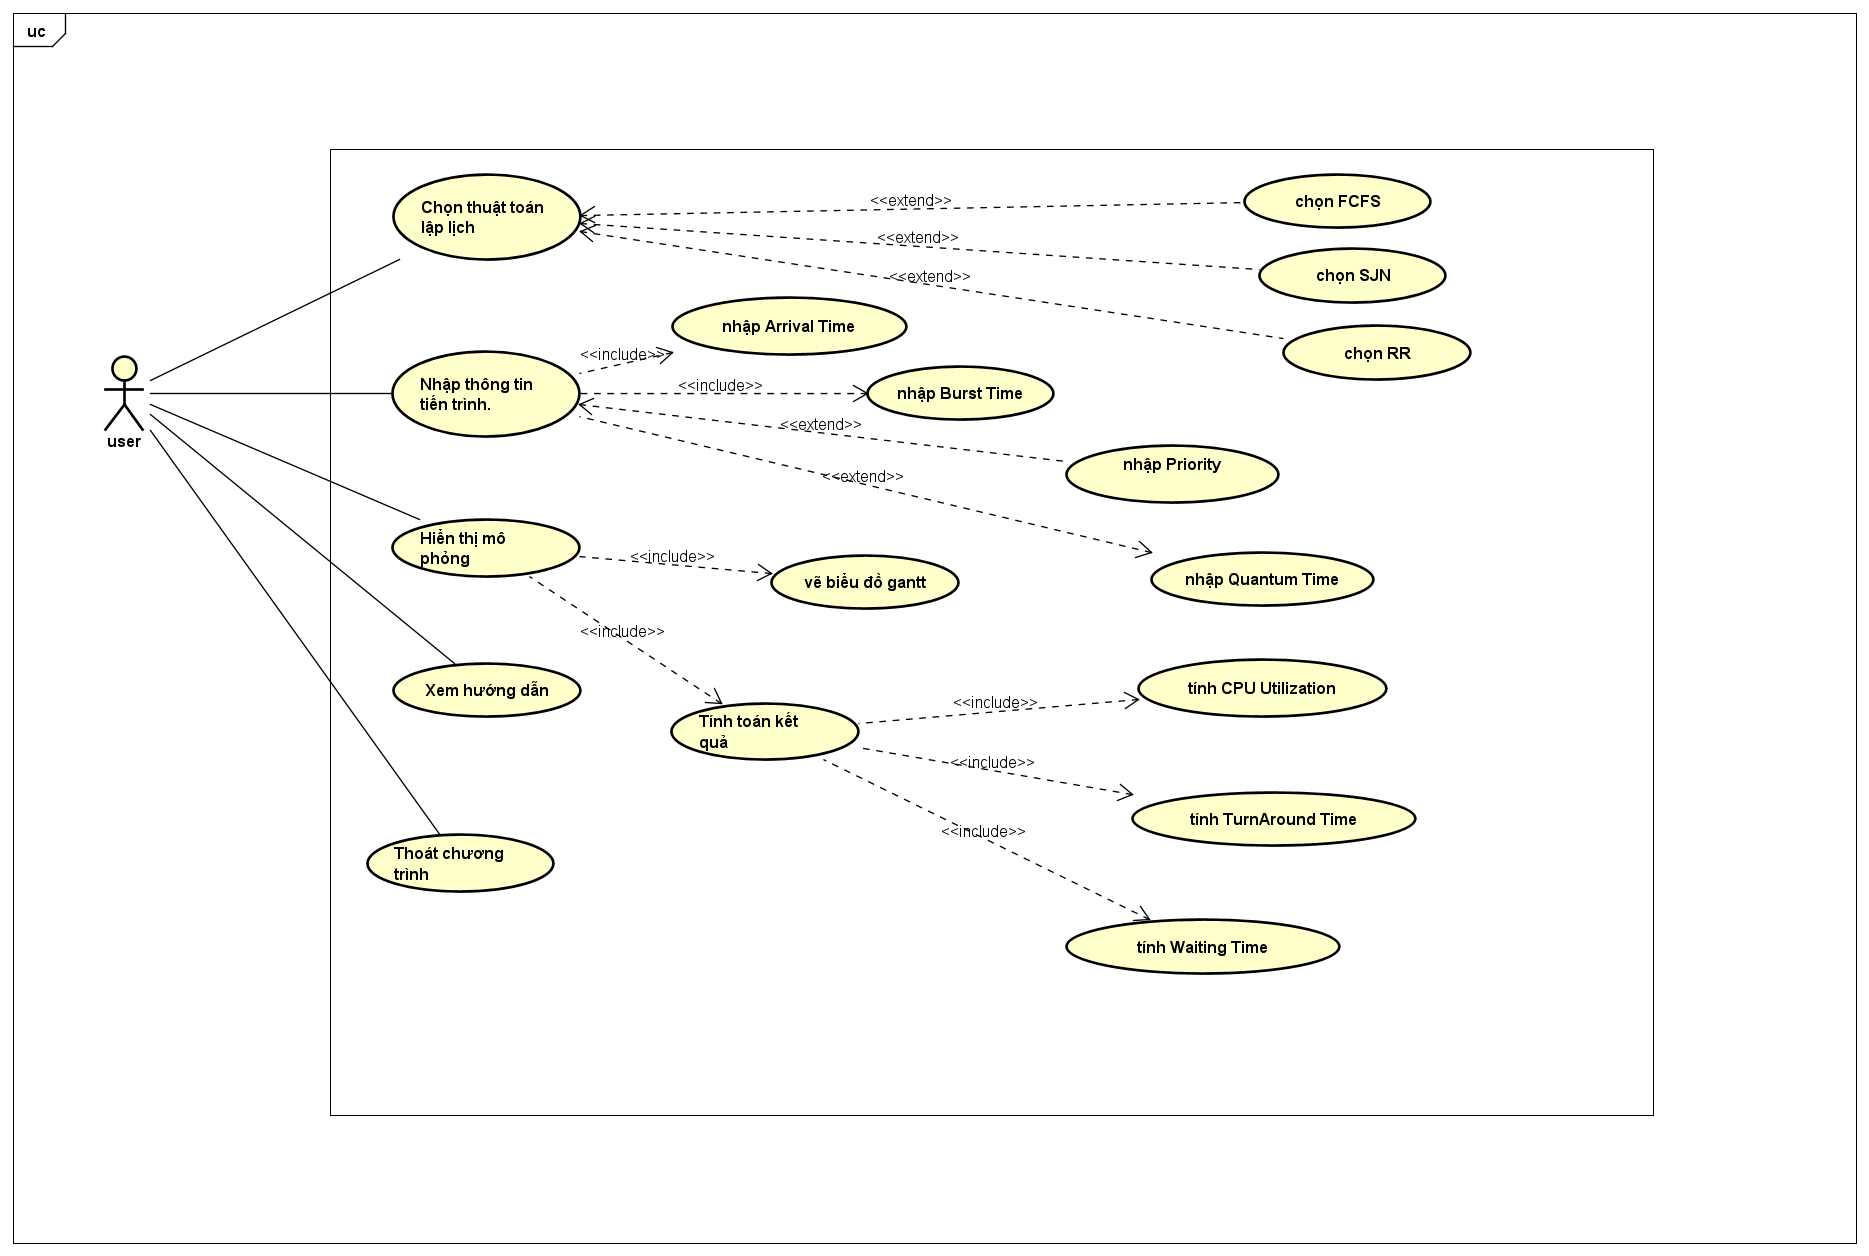 uc
Chọn thuật toán
lập lịch
<<extend>>
chọn FCFS
<<extend>>
chọn SJN
<<extend>>
chọn RR
nhập Arrival Time
<<include>>
Nhập thông tin
tiến trình.
<<include>>
nhập Burst Time
<<extend>>
nhập Priority
user
<<extend>>
nhập Quantum Time
Hiển thị mô
phỏng
<<include>>
vẽ biểu đồ gantt
<<include>>
Xem hướng dẫn
Tính toán kết
quả
<<include>>
tính CPU Utilization
<<include>>
tính TurnAround Time
<<include>>
tính Waiting Time
Thoát chương
trình